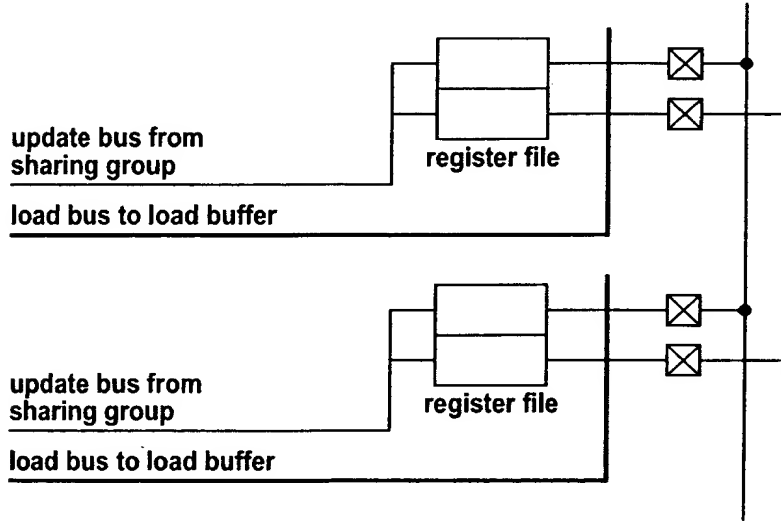 register file
update bus from
sharing group
load bus to load buffer
register file
update bus from
sharing group
load bus to load buffer